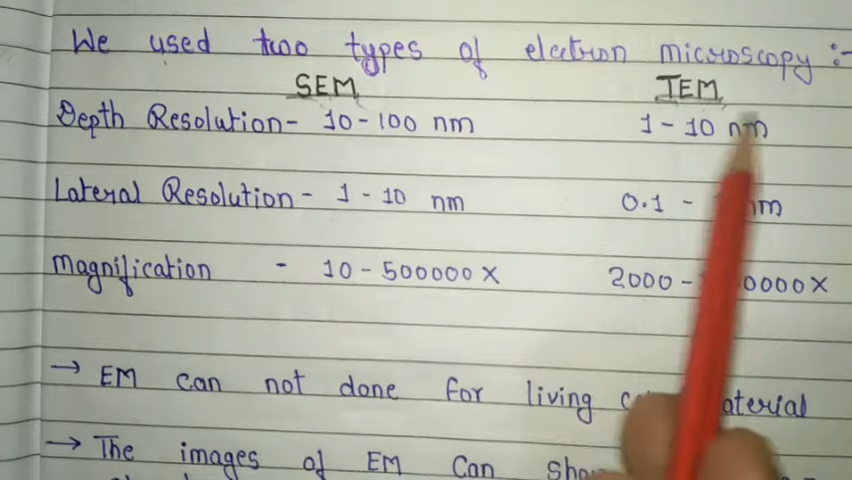 We used two types of electron microscopy :-
SEM TEM
Depth Resolution - 10-100 nm 1-10 nm
Lateral Resolution - 1-10 nm 0.1 - nm
Magnification - 10-500000 X 2000 - 0000 X
→ EM can not done for living
→ The images of EM Can